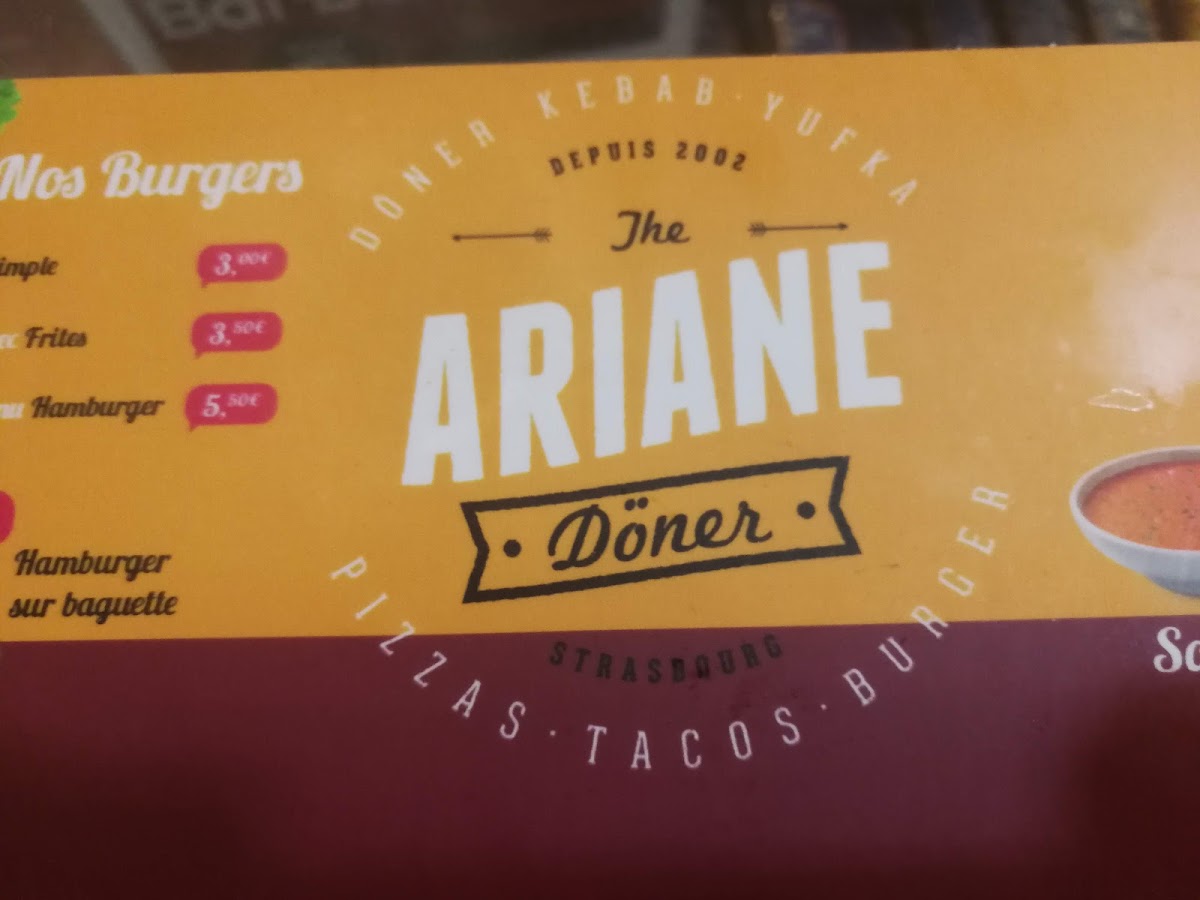 Nos Burgers
3,00€
Frites
3,50€
Hamburger
5,50€
Hamburger
sur baguette
DÖNER KEBAB · YUFKA
DEPUIS 2002
The
ARIANE
· Döner ·
STRASBOURG
PIZZAS · TACOS · BURGER